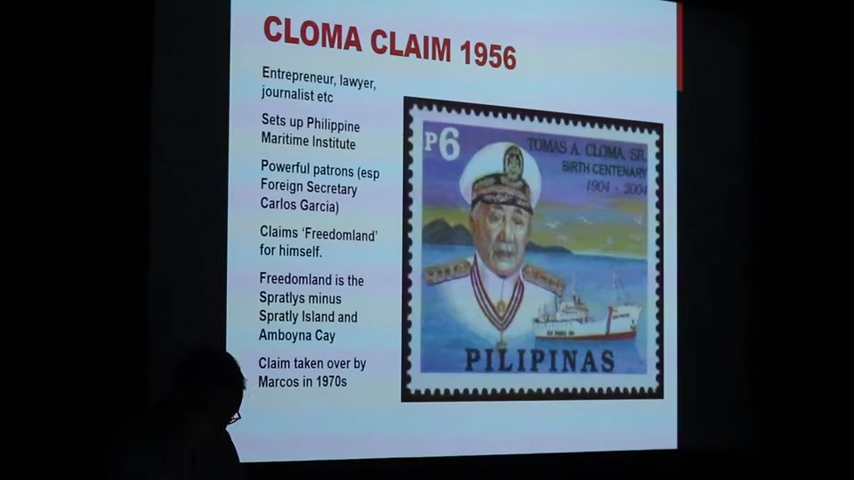 CLOMA CLAIM 1956
Entrepreneur, lawyer,
journalist etc
Sets up Philippine
Maritime Institute
Powerful patrons (esp
Foreign Secretary
Carlos Garcia)
Claims ‘Freedomland’
for himself.
Freedomland is the
Spratlys minus
Spratly Island and
Amboyna Cay
Claim taken over by
Marcos in 1970s
P6
TOMAS A. CLOMA, SR.
BIRTH CENTENARY
1904 - 2004
PILIPINAS